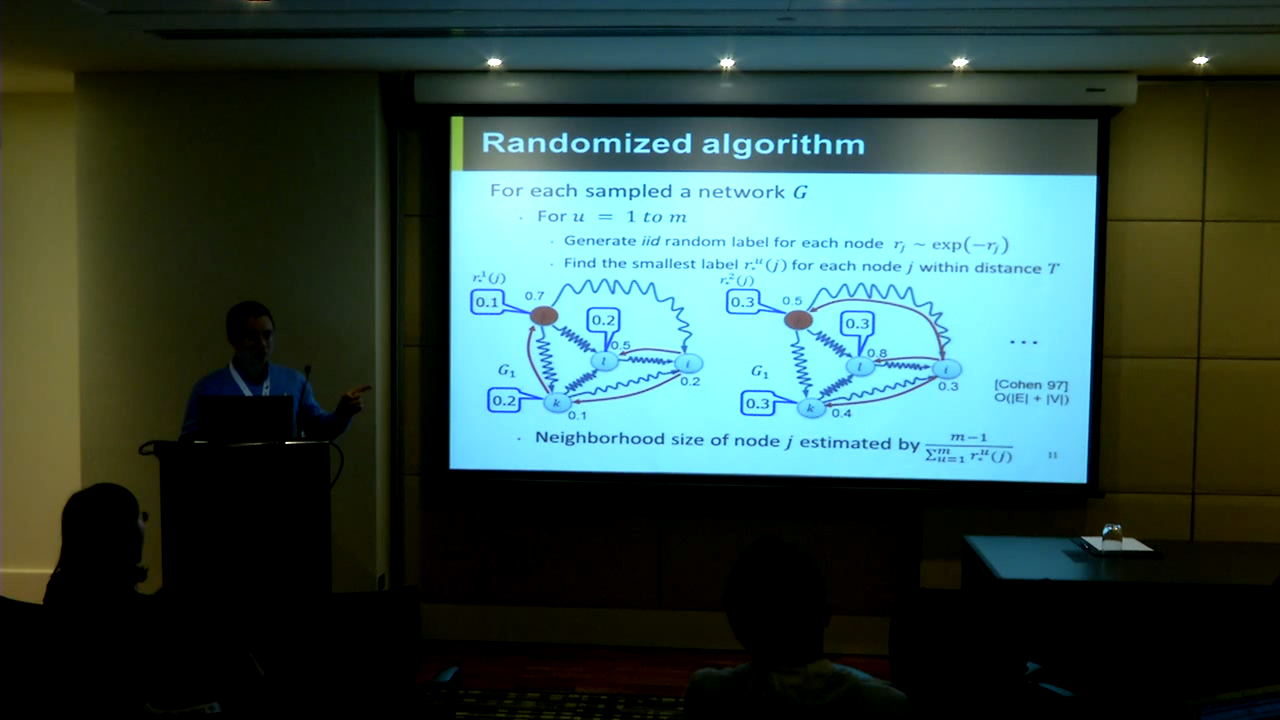 Randomized algorithm
For each sampled a network G
· For u = 1 to m
· Generate iid random label for each node r_j ~ exp(−r_j)
· Find the smallest label r_*^u(j) for each node j within distance T
r_*^1(j)
0.1
0.7
0.2
0.5
l
i
0.2
G₁
0.2
k
0.1
r_*^2(j)
0.3
0.5
0.3
0.8
l
i
0.3
G₁
0.3
k
0.4
...
[Cohen 97]
O(|E| + |V|)
· Neighborhood size of node j estimated by (m−1)/(∑_{u=1}^m r_*^u(j))
11